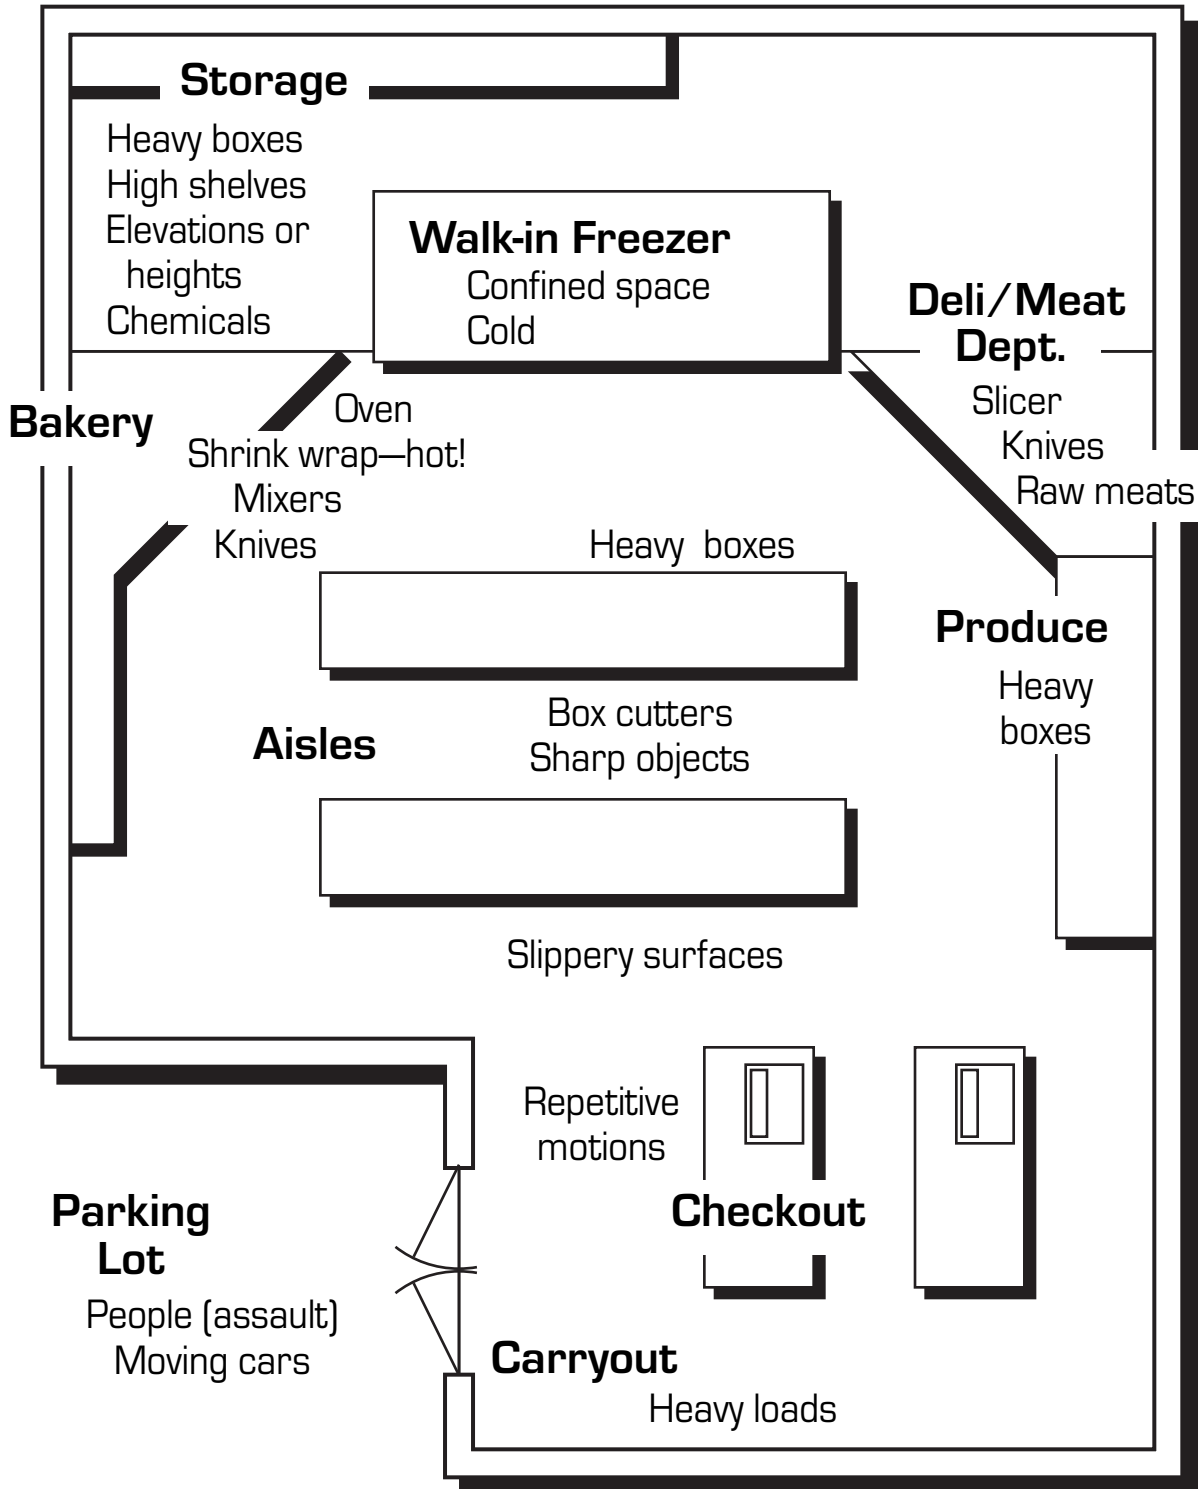 Storage
Heavy boxes
High shelves
Elevations or
heights
Chemicals
Walk-in Freezer
Confined space
Cold
Deli/Meat
Dept.
Slicer
Knives
Raw meats
Bakery
Oven
Shrink wrap—hot!
Mixers
Knives
Heavy boxes
Produce
Heavy
boxes
Aisles
Box cutters
Sharp objects
Slippery surfaces
Repetitive
motions
Checkout
Parking
Lot
People (assault)
Moving cars
Carryout
Heavy loads